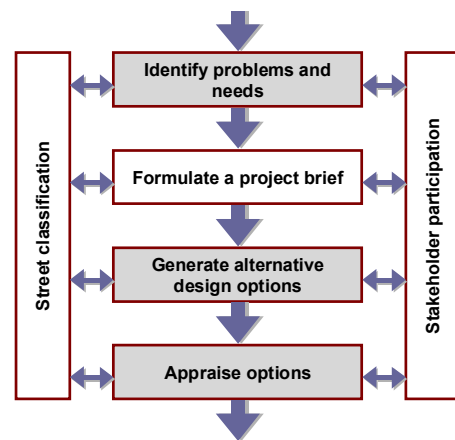 Street classification
Identify problems and
needs
Formulate a project brief
Generate alternative
design options
Appraise options
Stakeholder participation